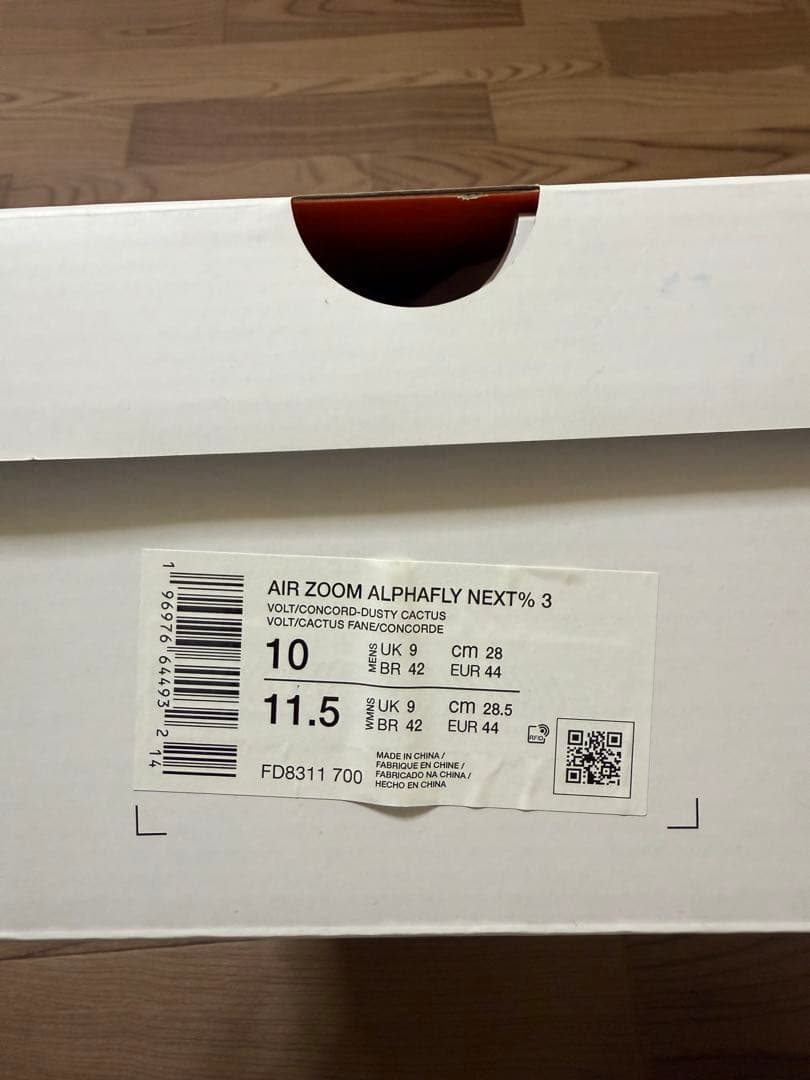 AIR ZOOM ALPHAFLY NEXT% 3
VOLT/CONCORD-DUSTY CACTUS
VOLT/CACTUS FANE/CONCORDE
10 MENS UK 9 cm 28
BR 42 EUR 44
11.5 WMNS UK 9 cm 28.5
BR 42 EUR 44
RFID
FD8311 700
MADE IN CHINA /
FABRIQUE EN CHINE /
FABRICADO NA CHINA /
HECHO EN CHINA
1 96976 64493 2 14